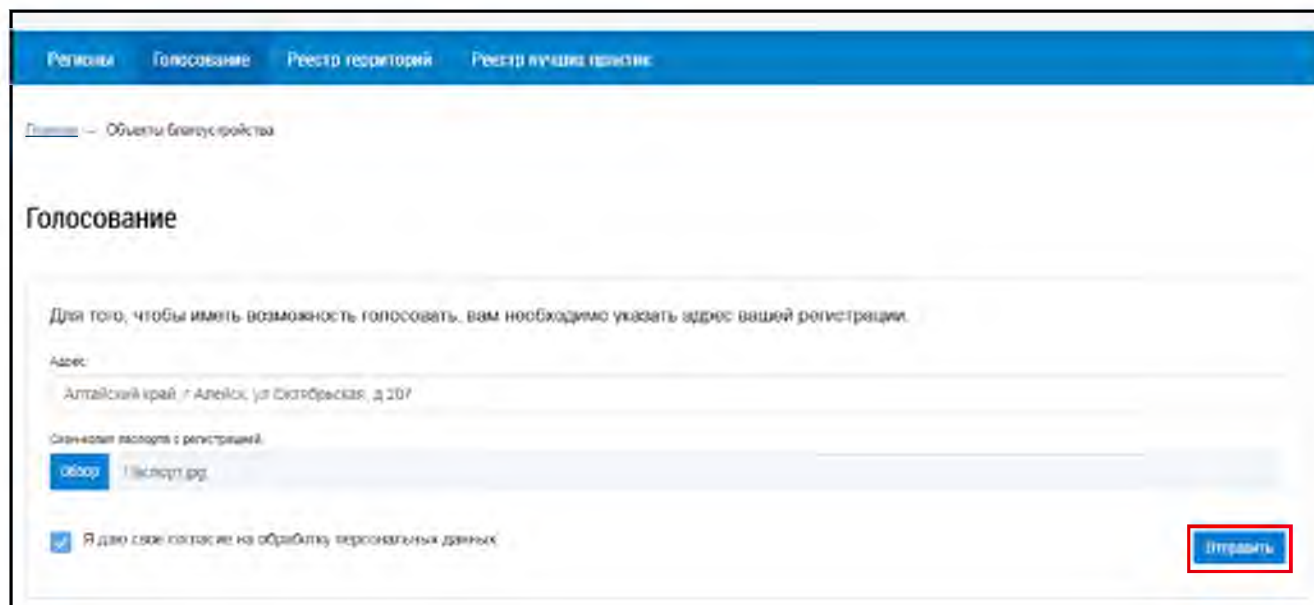 Регионы Голосование Реестр территорий Реестр лучших практик
Главная — Объекты благоустройства
Голосование
Для того, чтобы иметь возможность голосовать, вам необходимо указать адрес вашей регистрации.
Адрес:
Алтайский край, г Алейск, ул Октябрьская, д 207
Скан-копия паспорта с регистрацией:
Обзор Паспорт.jpg
Я даю свое согласие на обработку персональных данных
Отправить